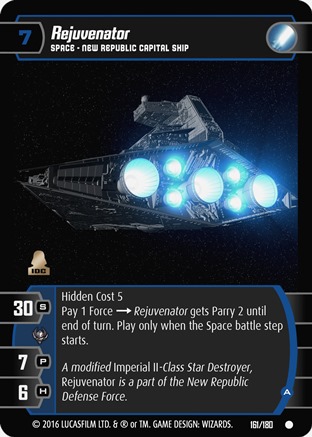 7
Rejuvenator
SPACE - NEW REPUBLIC CAPITAL SHIP
IDC
30 S
Hidden Cost 5
Pay 1 Force → Rejuvenator gets Parry 2 until
end of turn. Play only when the Space battle step
starts.
7 P
6 H
A modified Imperial II-Class Star Destroyer,
Rejuvenator is a part of the New Republic
Defense Force.
A
© 2016 LUCASFILM LTD. & ® or TM. GAME DESIGN: WIZARDS.
161/180